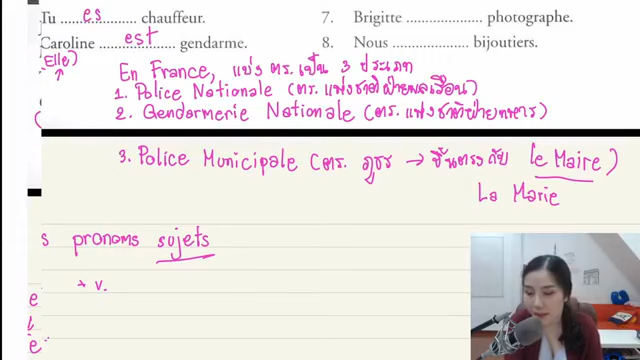 Tu ....es.... chauffeur. 7. Brigitte .................. photographe.
Caroline ....est.... gendarme. 8. Nous .................. bijoutiers.
Elle)
En France, แบ่ง ตร. เป็น 3 ประเภท
1. Police Nationale (ตร. แห่งชาติฝ่ายพลเรือน)
2. Gendarmerie Nationale (ตร. แห่งชาติฝ่ายทหาร)
3. Police Municipale (ตร. ภูธร → ขึ้นตรงกับ le Maire)
La Marie
s pronoms sujets
+ v.